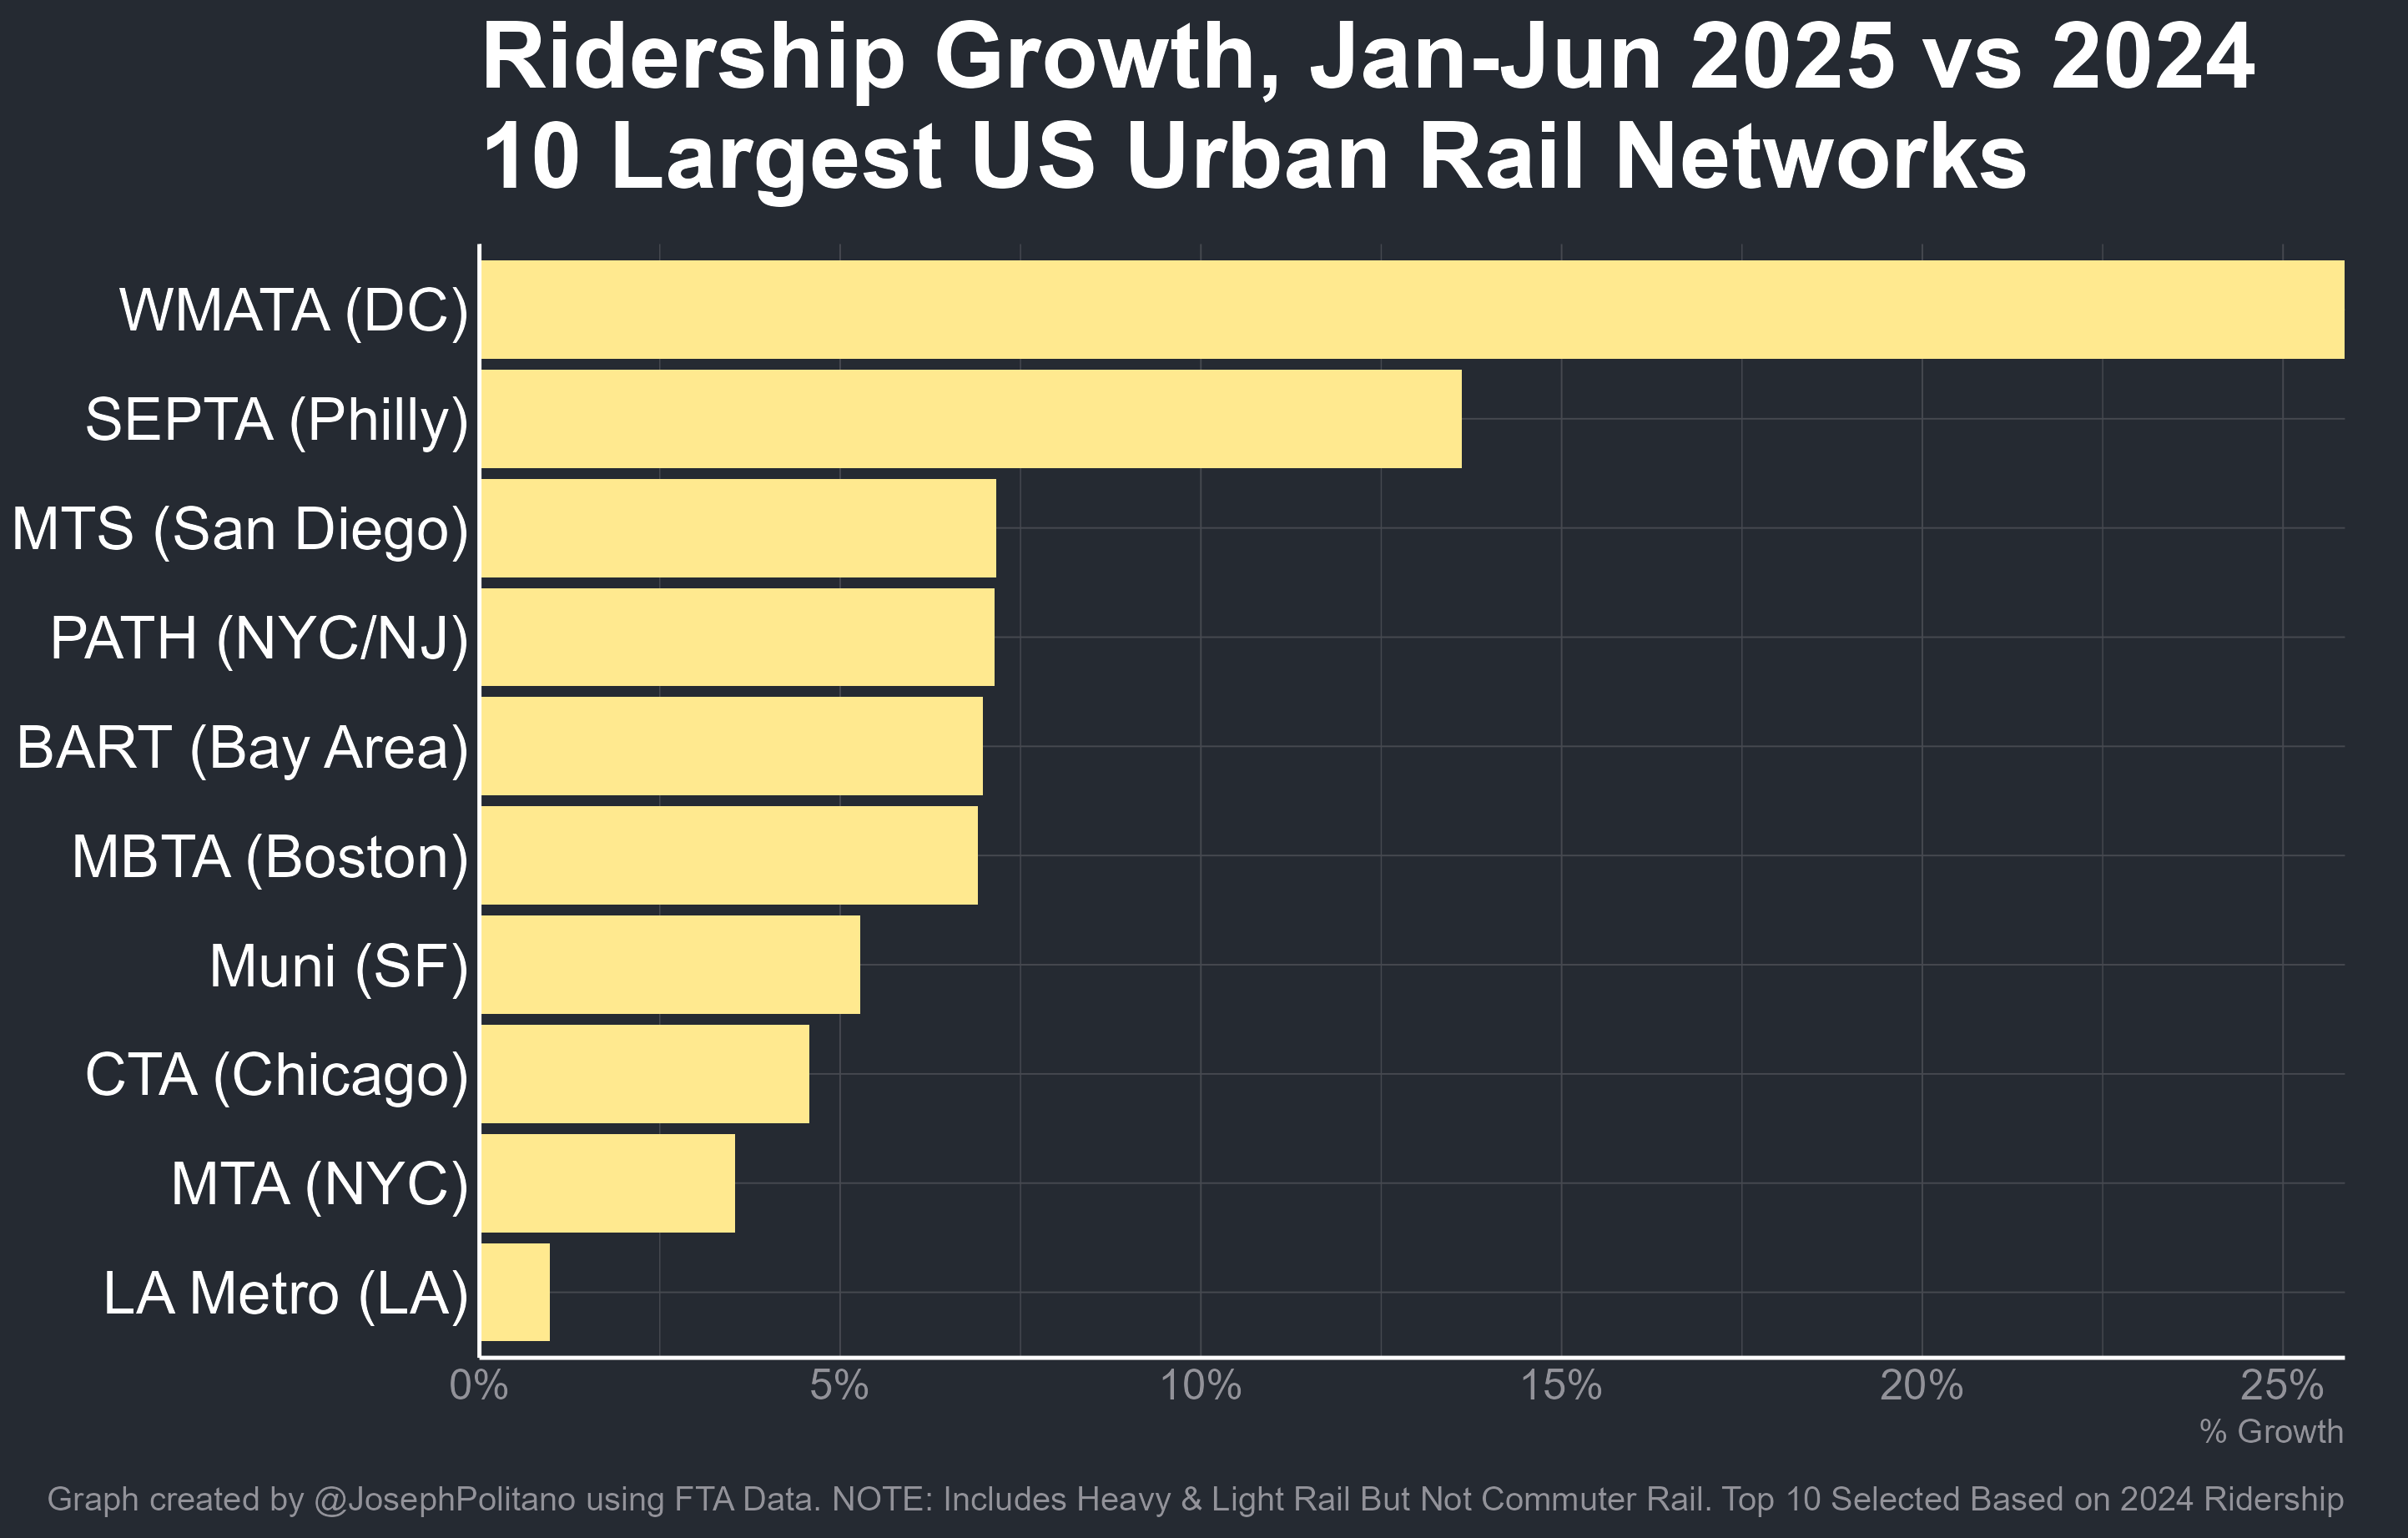 Ridership Growth, Jan-Jun 2025 vs 2024
10 Largest US Urban Rail Networks
WMATA (DC)
SEPTA (Philly)
MTS (San Diego)
PATH (NYC/NJ)
BART (Bay Area)
MBTA (Boston)
Muni (SF)
CTA (Chicago)
MTA (NYC)
LA Metro (LA)
0% 5% 10% 15% 20% 25%
% Growth
Graph created by @JosephPolitano using FTA Data. NOTE: Includes Heavy & Light Rail But Not Commuter Rail. Top 10 Selected Based on 2024 Ridership